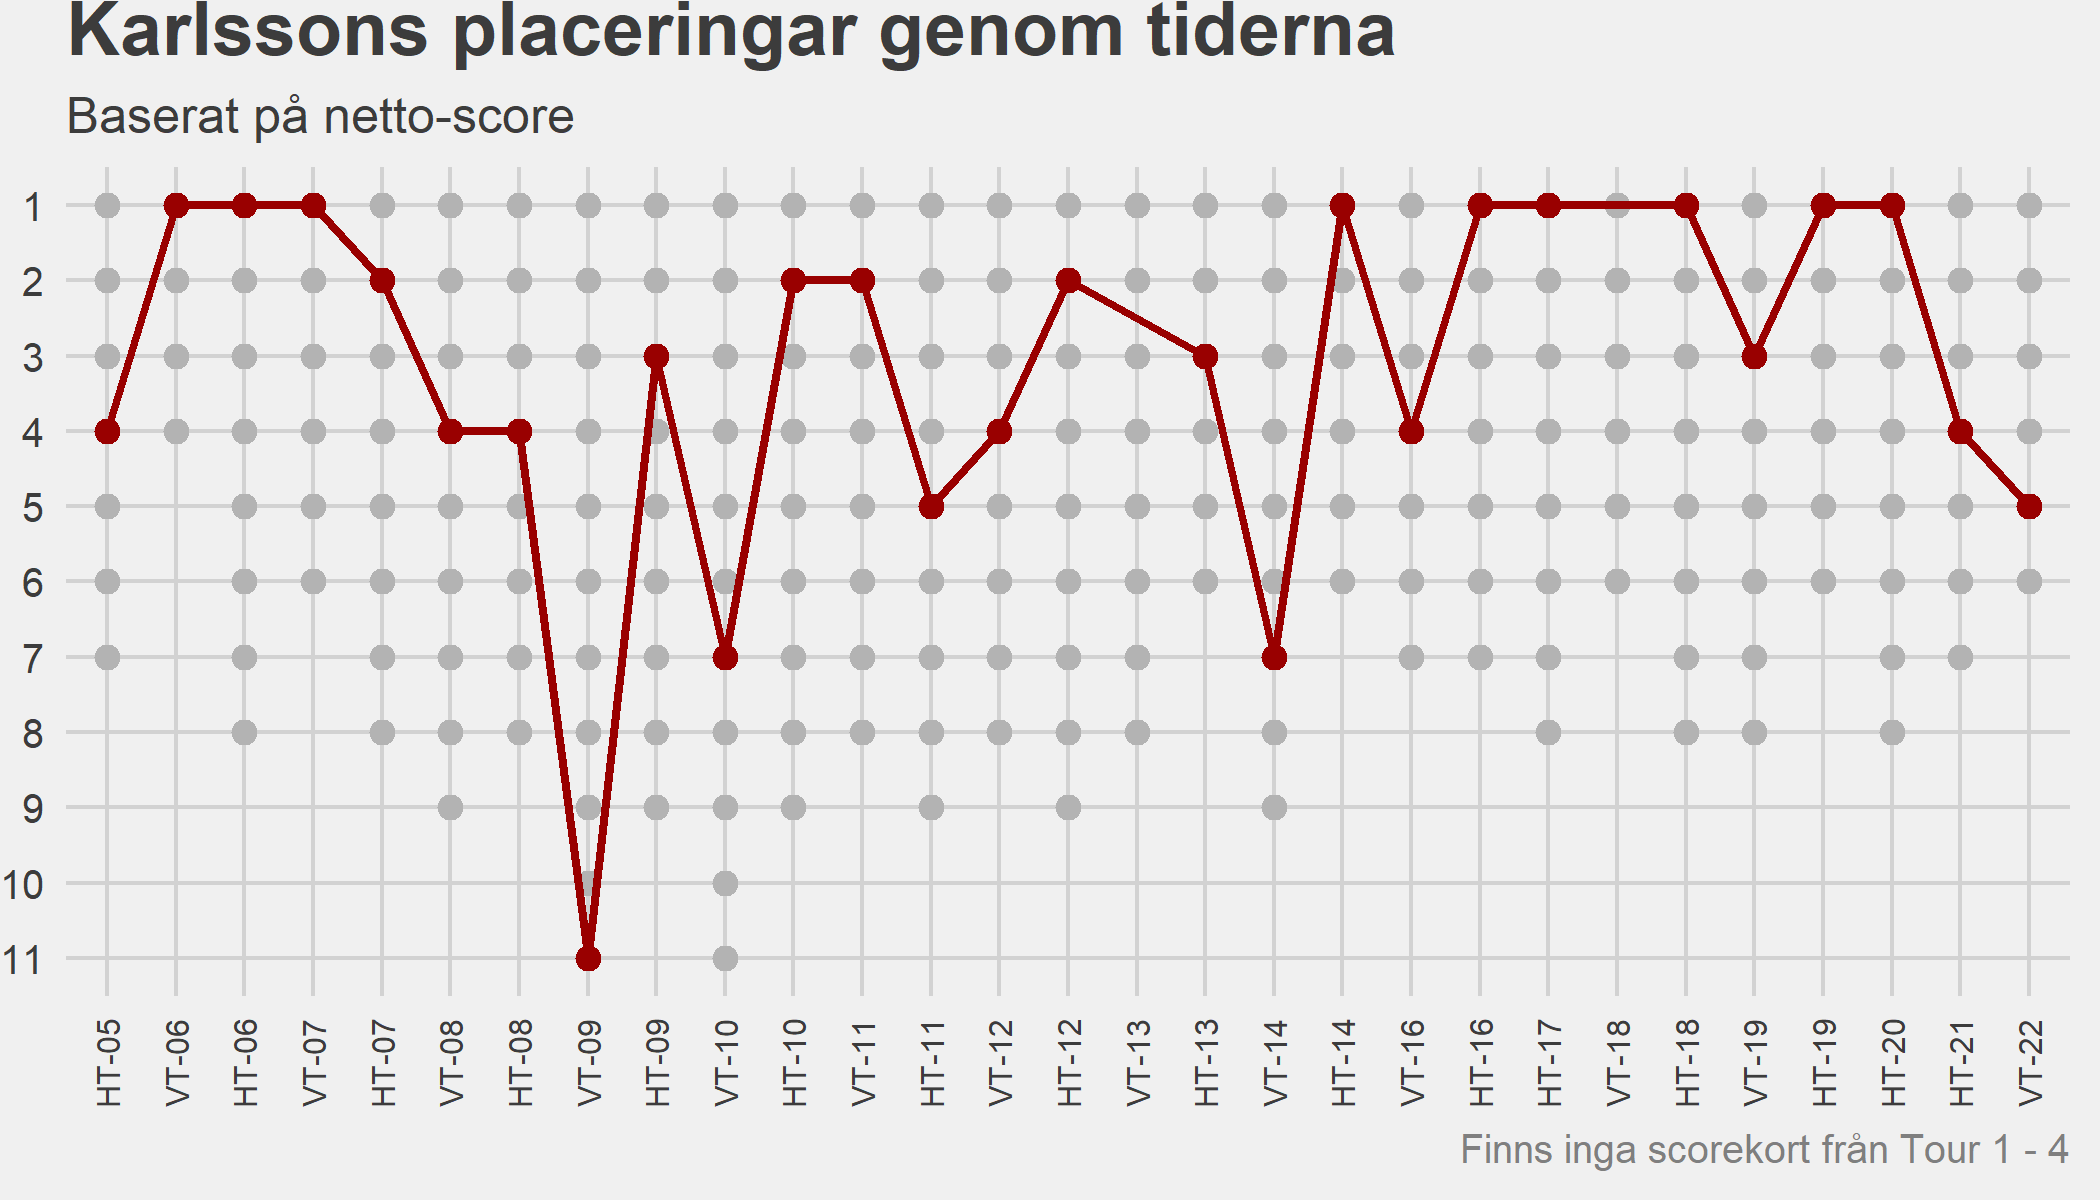 Karlssons placeringar genom tiderna
Baserat på netto-score
1
2
3
4
5
6
7
8
9
10
11
HT-05 VT-06 HT-06 VT-07 HT-07 VT-08 HT-08 VT-09 HT-09 VT-10 HT-10 VT-11 HT-11 VT-12 HT-12 VT-13 HT-13 VT-14 HT-14 VT-16 HT-16 HT-17 VT-18 HT-18 VT-19 HT-19 HT-20 HT-21 VT-22
Finns inga scorekort från Tour 1 - 4